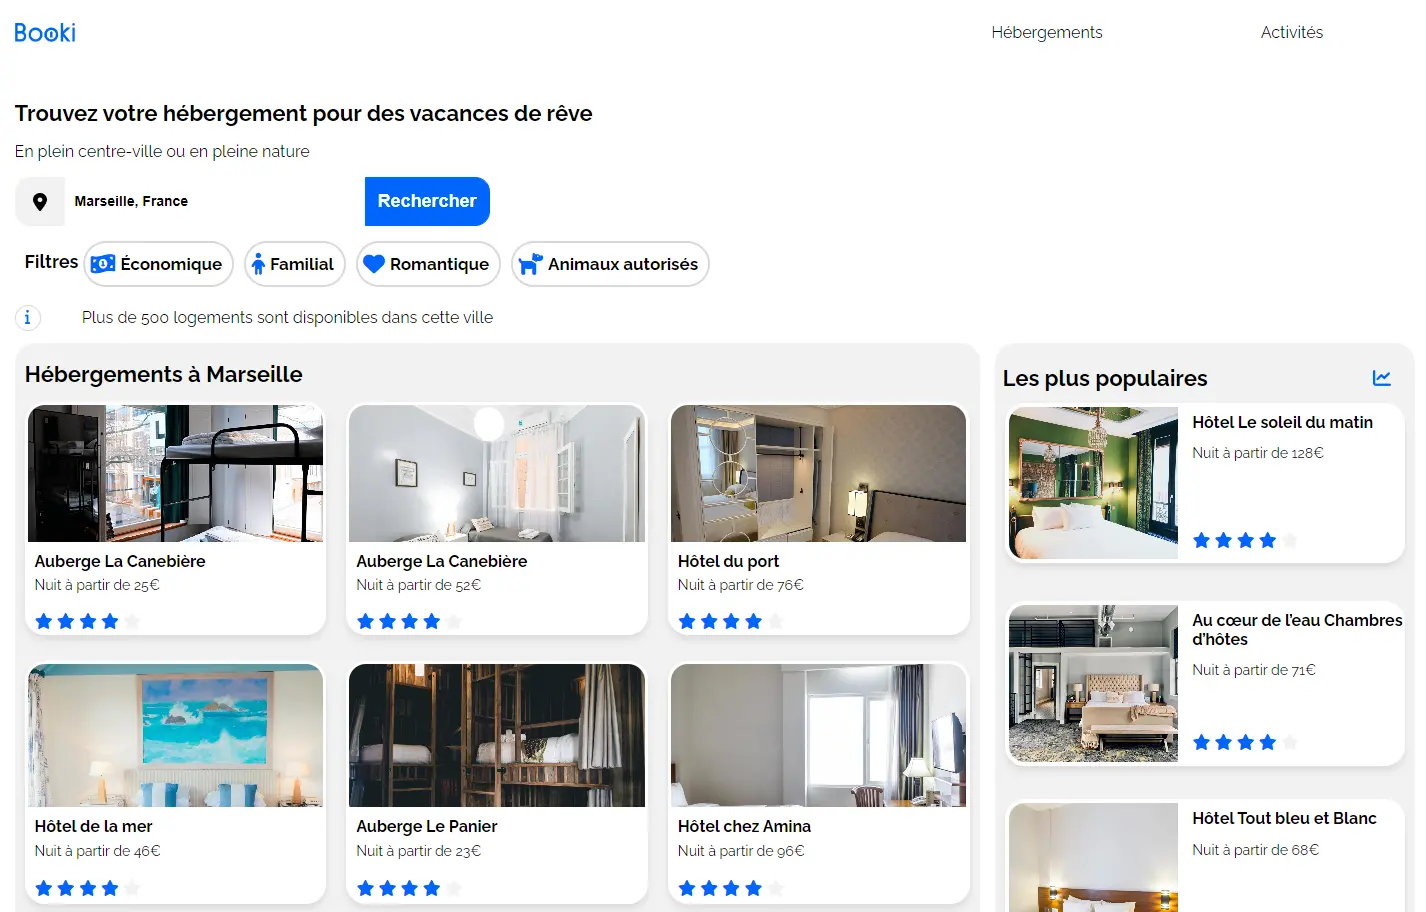 Booki
Hébergements
Activités
Trouvez votre hébergement pour des vacances de rêve
En plein centre-ville ou en pleine nature
Marseille, France
Rechercher
Filtres
Économique
Familial
Romantique
Animaux autorisés
Plus de 500 logements sont disponibles dans cette ville
Hébergements à Marseille
Auberge La Canebière
Nuit à partir de 25€
Auberge La Canebière
Nuit à partir de 52€
Hôtel du port
Nuit à partir de 76€
Hôtel de la mer
Nuit à partir de 46€
Auberge Le Panier
Nuit à partir de 23€
Hôtel chez Amina
Nuit à partir de 96€
Les plus populaires
Hôtel Le soleil du matin
Nuit à partir de 128€
Au cœur de l'eau Chambres
d'hôtes
Nuit à partir de 71€
Hôtel Tout bleu et Blanc
Nuit à partir de 68€